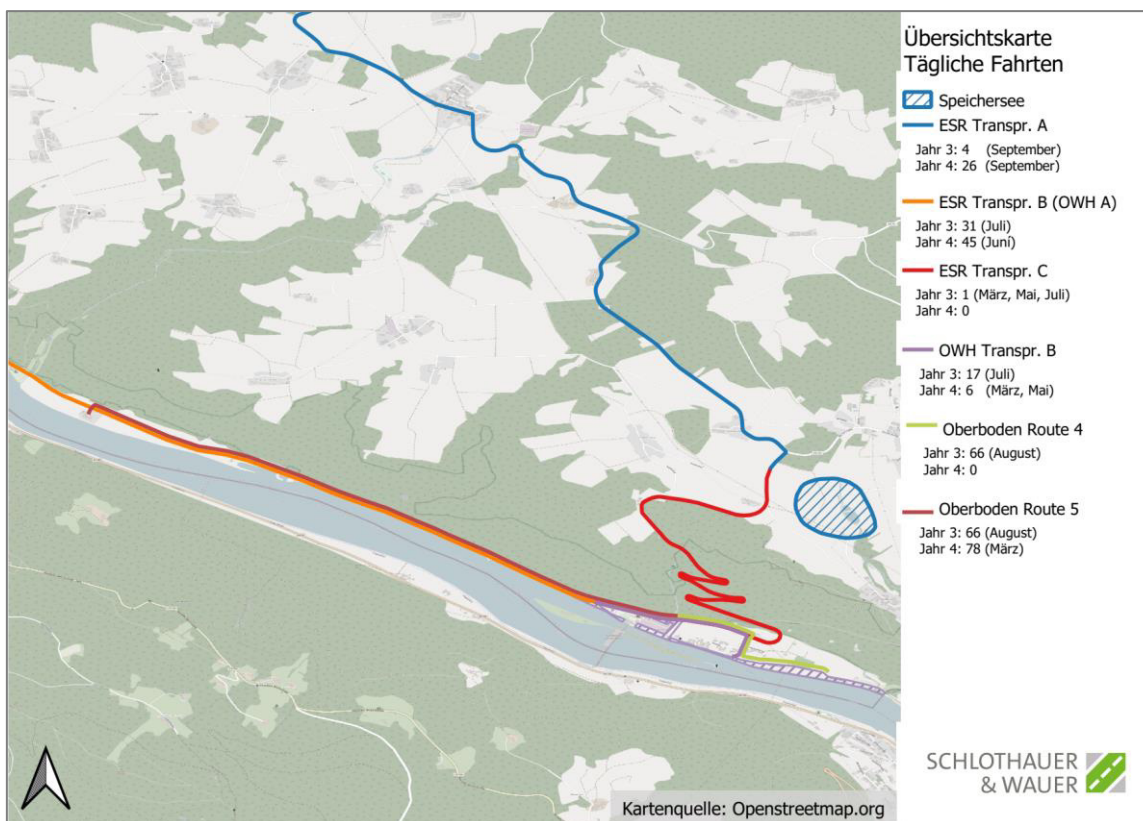 Übersichtskarte
Tägliche Fahrten
Speichersee
ESR Transpr. A
Jahr 3: 4 (September)
Jahr 4: 26 (September)
ESR Transpr. B (OWH A)
Jahr 3: 31 (Juli)
Jahr 4: 45 (Juni)
ESR Transpr. C
Jahr 3: 1 (März, Mai, Juli)
Jahr 4: 0
OWH Transpr. B
Jahr 3: 17 (Juli)
Jahr 4: 6 (März, Mai)
Oberboden Route 4
Jahr 3: 66 (August)
Jahr 4: 0
Oberboden Route 5
Jahr 3: 66 (August)
Jahr 4: 78 (März)
SCHLOTHAUER
& WAUER
Kartenquelle: Openstreetmap.org